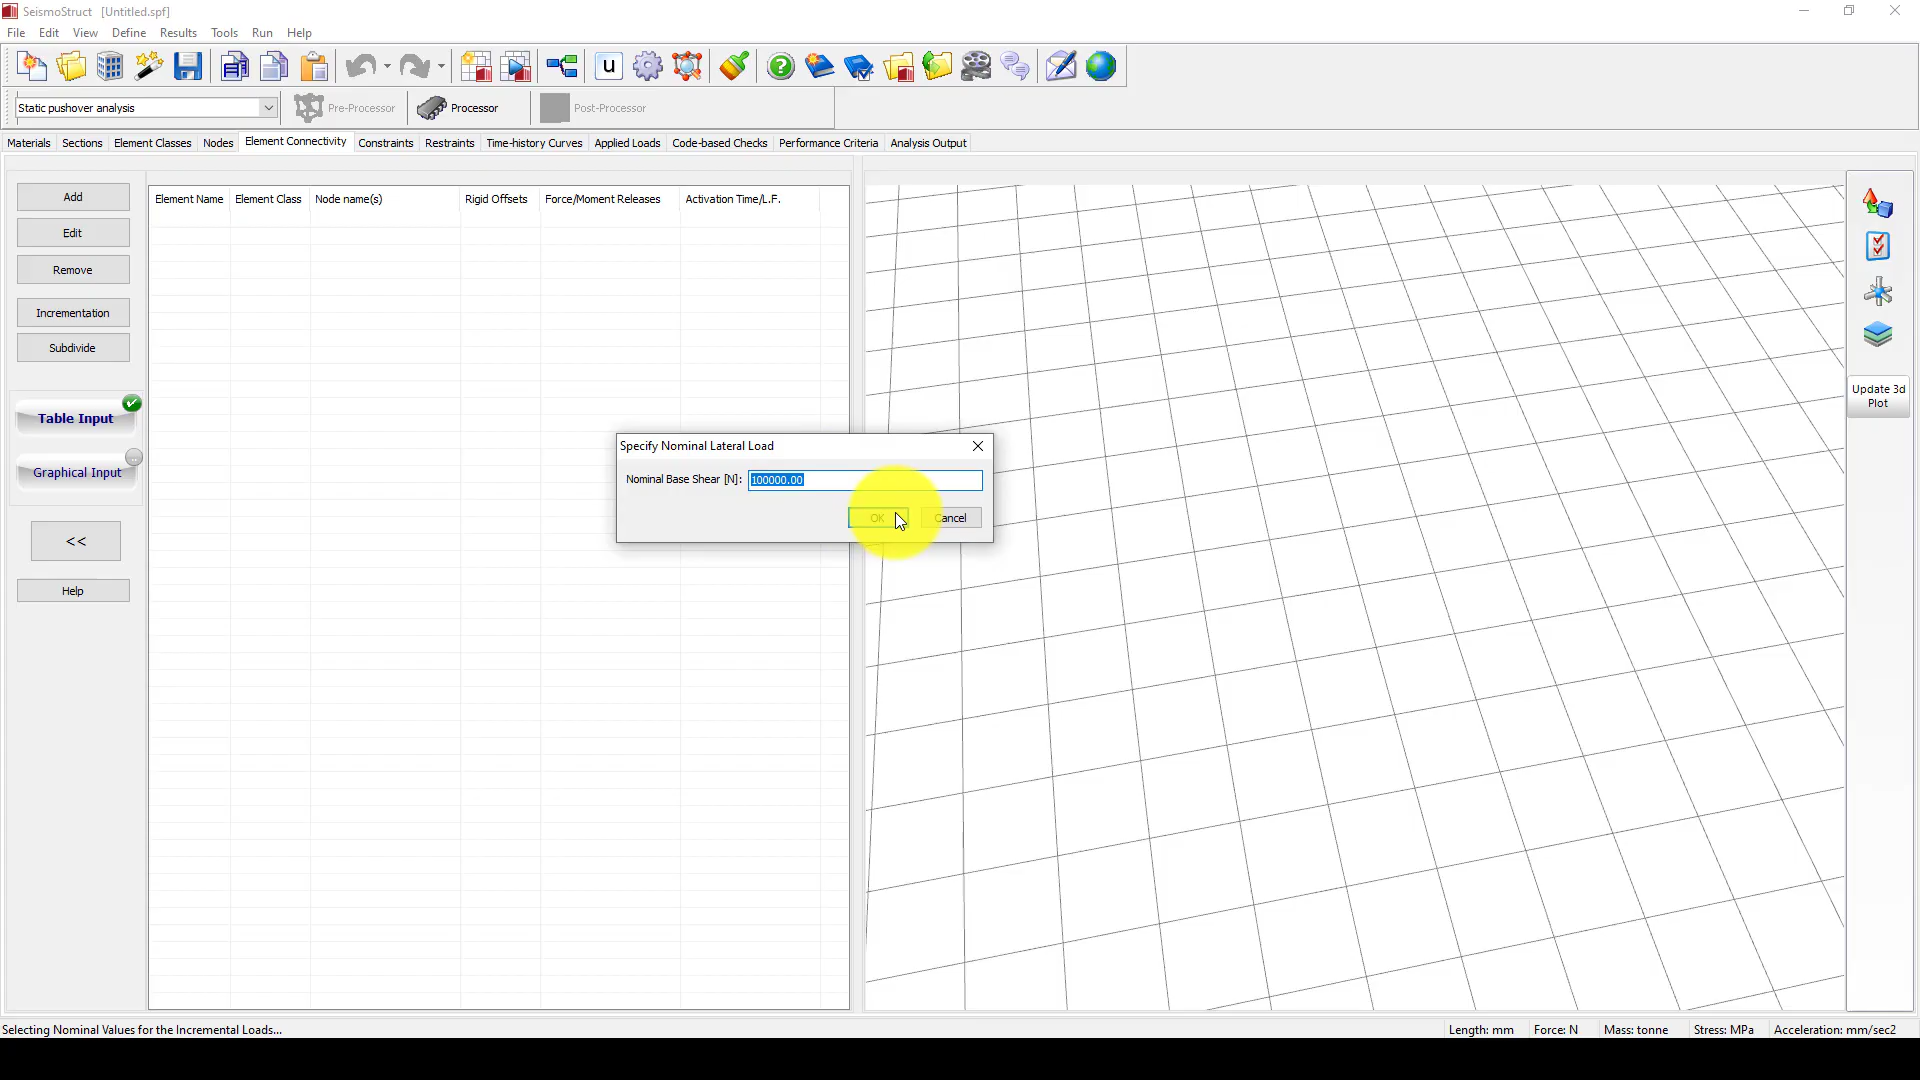 SeismoStruct [Untitled.spf]
File Edit View Define Results Tools Run Help
u
Static pushover analysis Pre-Processor Processor Post-Processor
Materials Sections Element Classes Nodes Element Connectivity Constraints Restraints Time-history Curves Applied Loads Code-based Checks Performance Criteria Analysis Output
Add
Edit
Remove
Incrementation
Subdivide
Table Input
Graphical Input
<<
Help
Element Name Element Class Node name(s) Rigid Offsets Force/Moment Releases Activation Time/L.F.
Specify Nominal Lateral Load
Nominal Base Shear [N]: 100000.00
OK Cancel
Update 3d
Plot
Selecting Nominal Values for the Incremental Loads... Length: mm Force: N Mass: tonne Stress: MPa Acceleration: mm/sec2